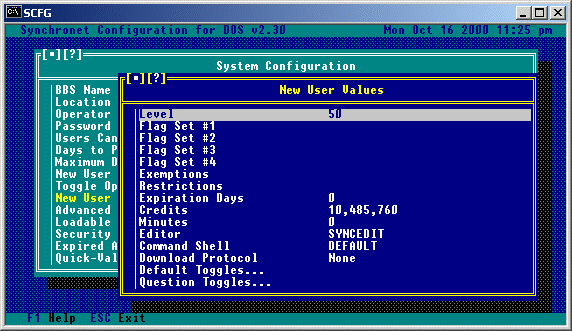 SCFG
Synchronet Configuration for DOS v2.30 Mon Oct 16 2000 11:25 pm
[■][?]
System Configuration
[■][?]
New User Values
BBS Name
Location
Operator
Password
Users Can
Days to P
Maximum D
New User
Toggle Op
New User
Advanced
Loadable
Security
Expired A
Quick-Val
Level 50
Flag Set #1
Flag Set #2
Flag Set #3
Flag Set #4
Exemptions
Restrictions
Expiration Days 0
Credits 10,485,760
Minutes 0
Editor SYNCEDIT
Command Shell DEFAULT
Download Protocol None
Default Toggles...
Question Toggles...
F1 Help ESC Exit